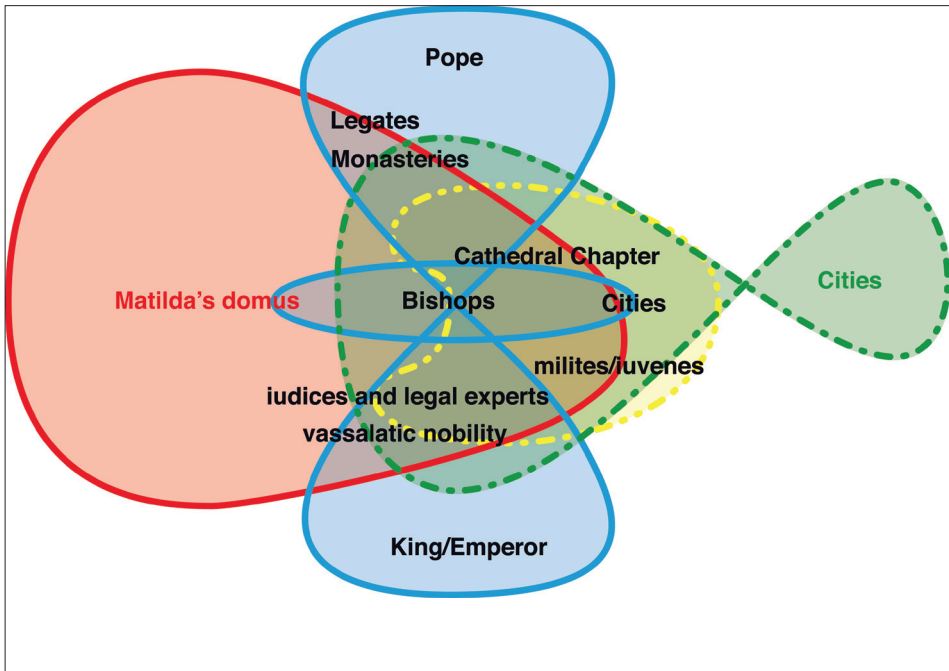 Pope
Legates
Monasteries
Cathedral Chapter
Matilda's domus
Bishops
Cities
Cities
milites/iuvenes
iudices and legal experts
vassalatic nobility
King/Emperor